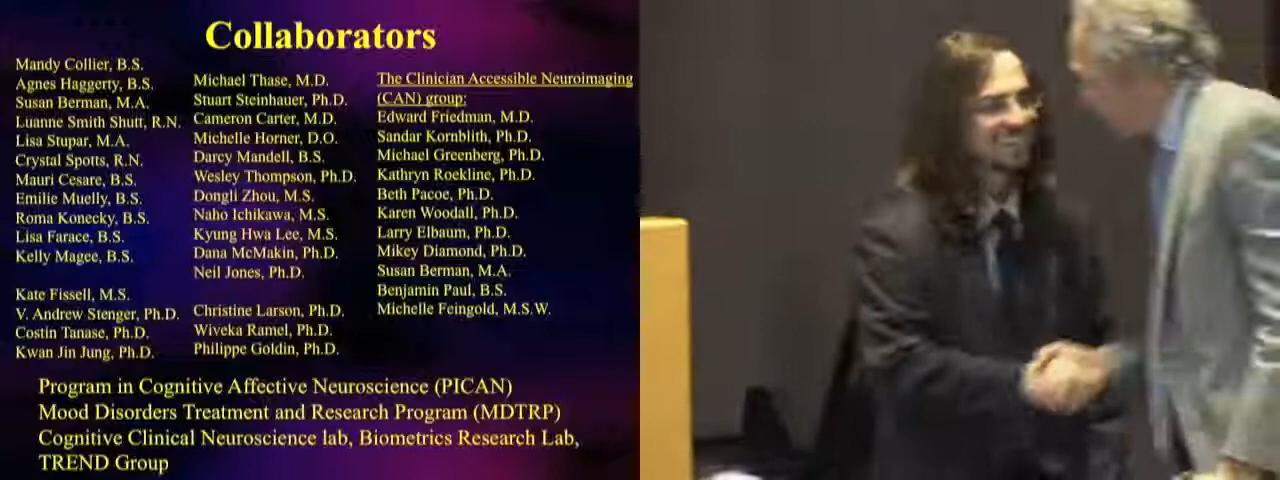 Collaborators
Mandy Collier, B.S.
Agnes Haggerty, B.S.
Susan Berman, M.A.
Luanne Smith Shutt, R.N.
Lisa Stupar, M.A.
Crystal Spotts, R.N.
Mauri Cesare, B.S.
Emilie Muelly, B.S.
Roma Konecky, B.S.
Lisa Farace, B.S.
Kelly Magee, B.S.
Kate Fissell, M.S.
V. Andrew Stenger, Ph.D.
Costin Tanase, Ph.D.
Kwan Jin Jung, Ph.D.
Michael Thase, M.D.
Stuart Steinhauer, Ph.D.
Cameron Carter, M.D.
Michelle Horner, D.O.
Darcy Mandell, B.S.
Wesley Thompson, Ph.D.
Dongli Zhou, M.S.
Naho Ichikawa, M.S.
Kyung Hwa Lee, M.S.
Dana McMakin, Ph.D.
Neil Jones, Ph.D.
Christine Larson, Ph.D.
Wiveka Ramel, Ph.D.
Philippe Goldin, Ph.D.
The Clinician Accessible Neuroimaging
(CAN) group:
Edward Friedman, M.D.
Sandar Kornblith, Ph.D.
Michael Greenberg, Ph.D.
Kathryn Roekline, Ph.D.
Beth Pacoe, Ph.D.
Karen Woodall, Ph.D.
Larry Elbaum, Ph.D.
Mikey Diamond, Ph.D.
Susan Berman, M.A.
Benjamin Paul, B.S.
Michelle Feingold, M.S.W.
Program in Cognitive Affective Neuroscience (PICAN)
Mood Disorders Treatment and Research Program (MDTRP)
Cognitive Clinical Neuroscience lab, Biometrics Research Lab,
TREND Group